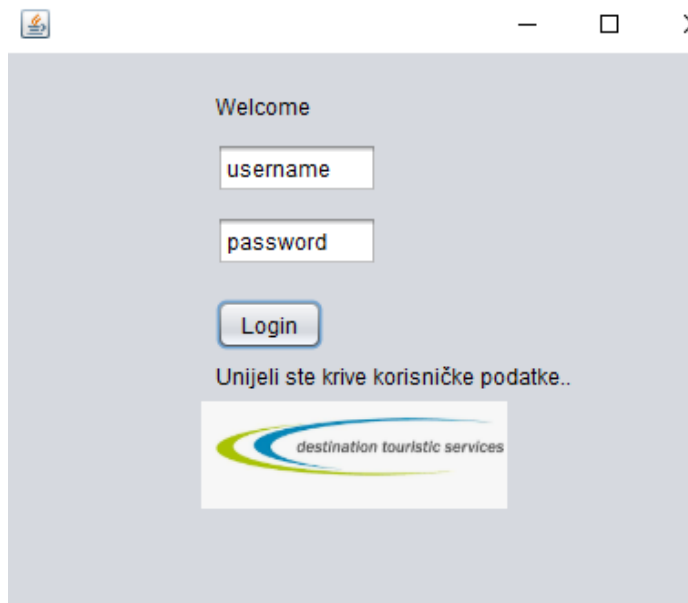 Welcome
username
password
Login
Unijeli ste krive korisničke podatke..
destination touristic services